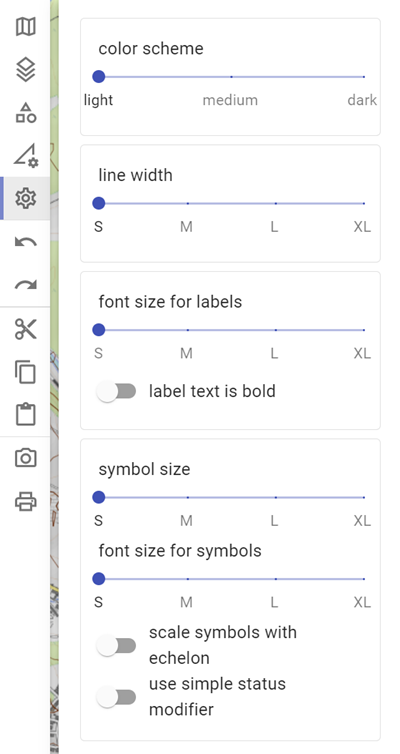 color scheme
light medium dark
line width
S M L XL
font size for labels
S M L XL
label text is bold
symbol size
S M L XL
font size for symbols
S M L XL
scale symbols with
echelon
use simple status
modifier